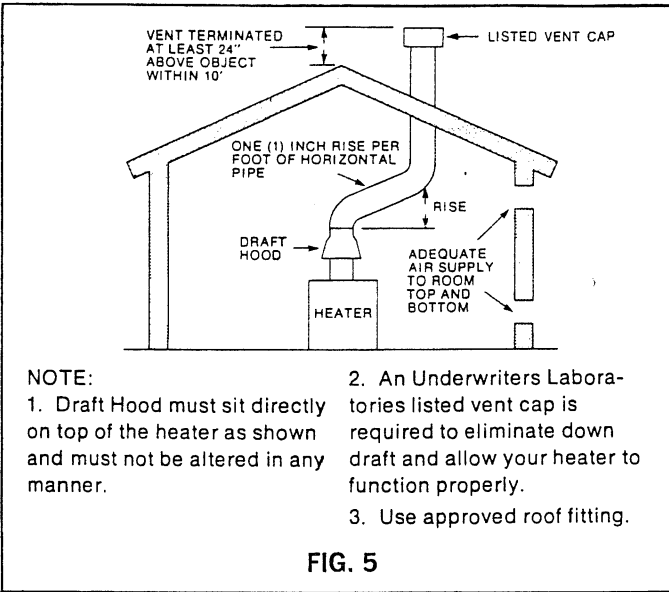 VENT TERMINATED
AT LEAST 24"
ABOVE OBJECT
WITHIN 10'
LISTED VENT CAP
ONE (1) INCH RISE PER
FOOT OF HORIZONTAL
PIPE
RISE
DRAFT
HOOD
ADEQUATE
AIR SUPPLY
TO ROOM
TOP AND
BOTTOM
HEATER
NOTE:
1. Draft Hood must sit directly
on top of the heater as shown
and must not be altered in any
manner.
2. An Underwriters Labora-
tories listed vent cap is
required to eliminate down
draft and allow your heater to
function properly.
3. Use approved roof fitting.
FIG. 5